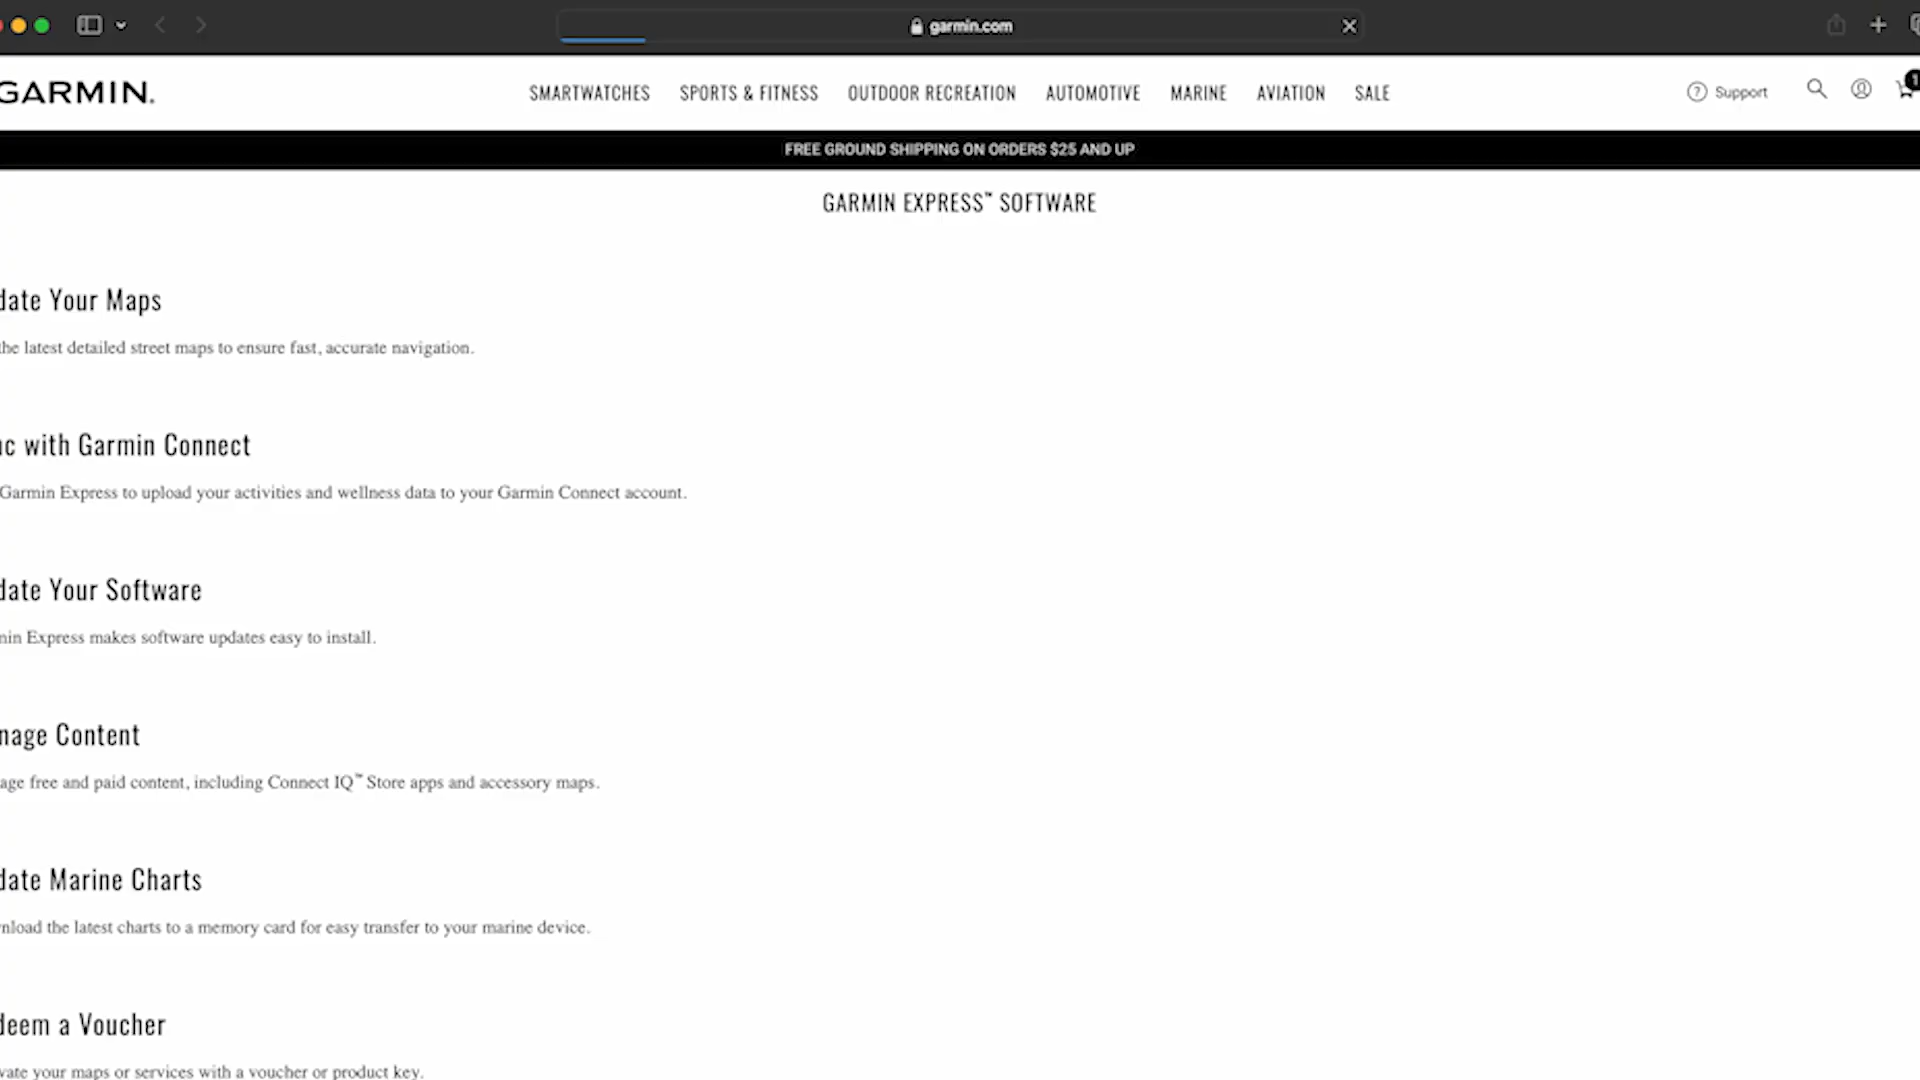 garmin.com
GARMIN.
SMARTWATCHES SPORTS & FITNESS OUTDOOR RECREATION AUTOMOTIVE MARINE AVIATION SALE
Support
FREE GROUND SHIPPING ON ORDERS $25 AND UP
GARMIN EXPRESS™ SOFTWARE
date Your Maps
the latest detailed street maps to ensure fast, accurate navigation.
nc with Garmin Connect
Garmin Express to upload your activities and wellness data to your Garmin Connect account.
date Your Software
min Express makes software updates easy to install.
nage Content
age free and paid content, including Connect IQ™ Store apps and accessory maps.
date Marine Charts
nload the latest charts to a memory card for easy transfer to your marine device.
deem a Voucher
vate your maps or services with a voucher or product key.